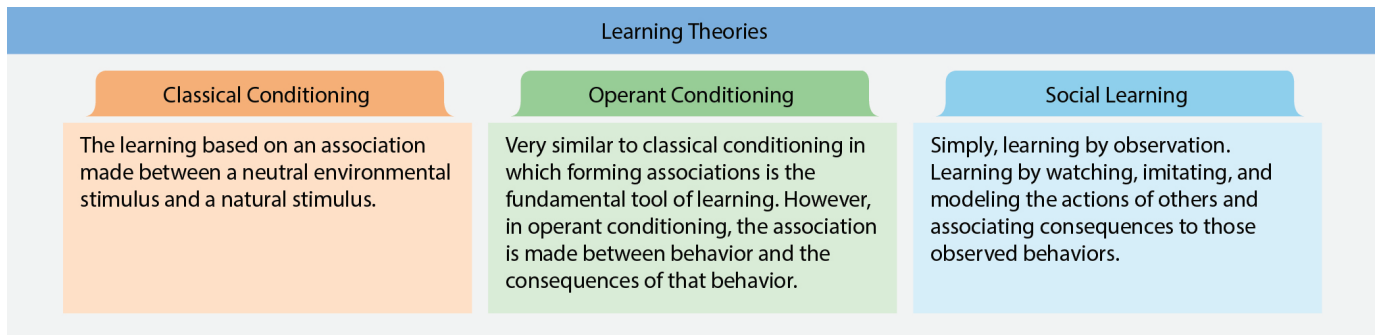 Learning Theories
Classical Conditioning
The learning based on an association
made between a neutral environmental
stimulus and a natural stimulus.
Operant Conditioning
Very similar to classical conditioning in
which forming associations is the
fundamental tool of learning. However,
in operant conditioning, the association
is made between behavior and the
consequences of that behavior.
Social Learning
Simply, learning by observation.
Learning by watching, imitating, and
modeling the actions of others and
associating consequences to those
observed behaviors.